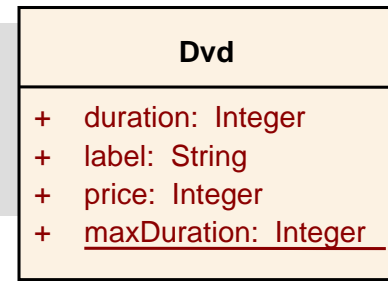 Dvd
+ duration: Integer
+ label: String
+ price: Integer
+ maxDuration: Integer